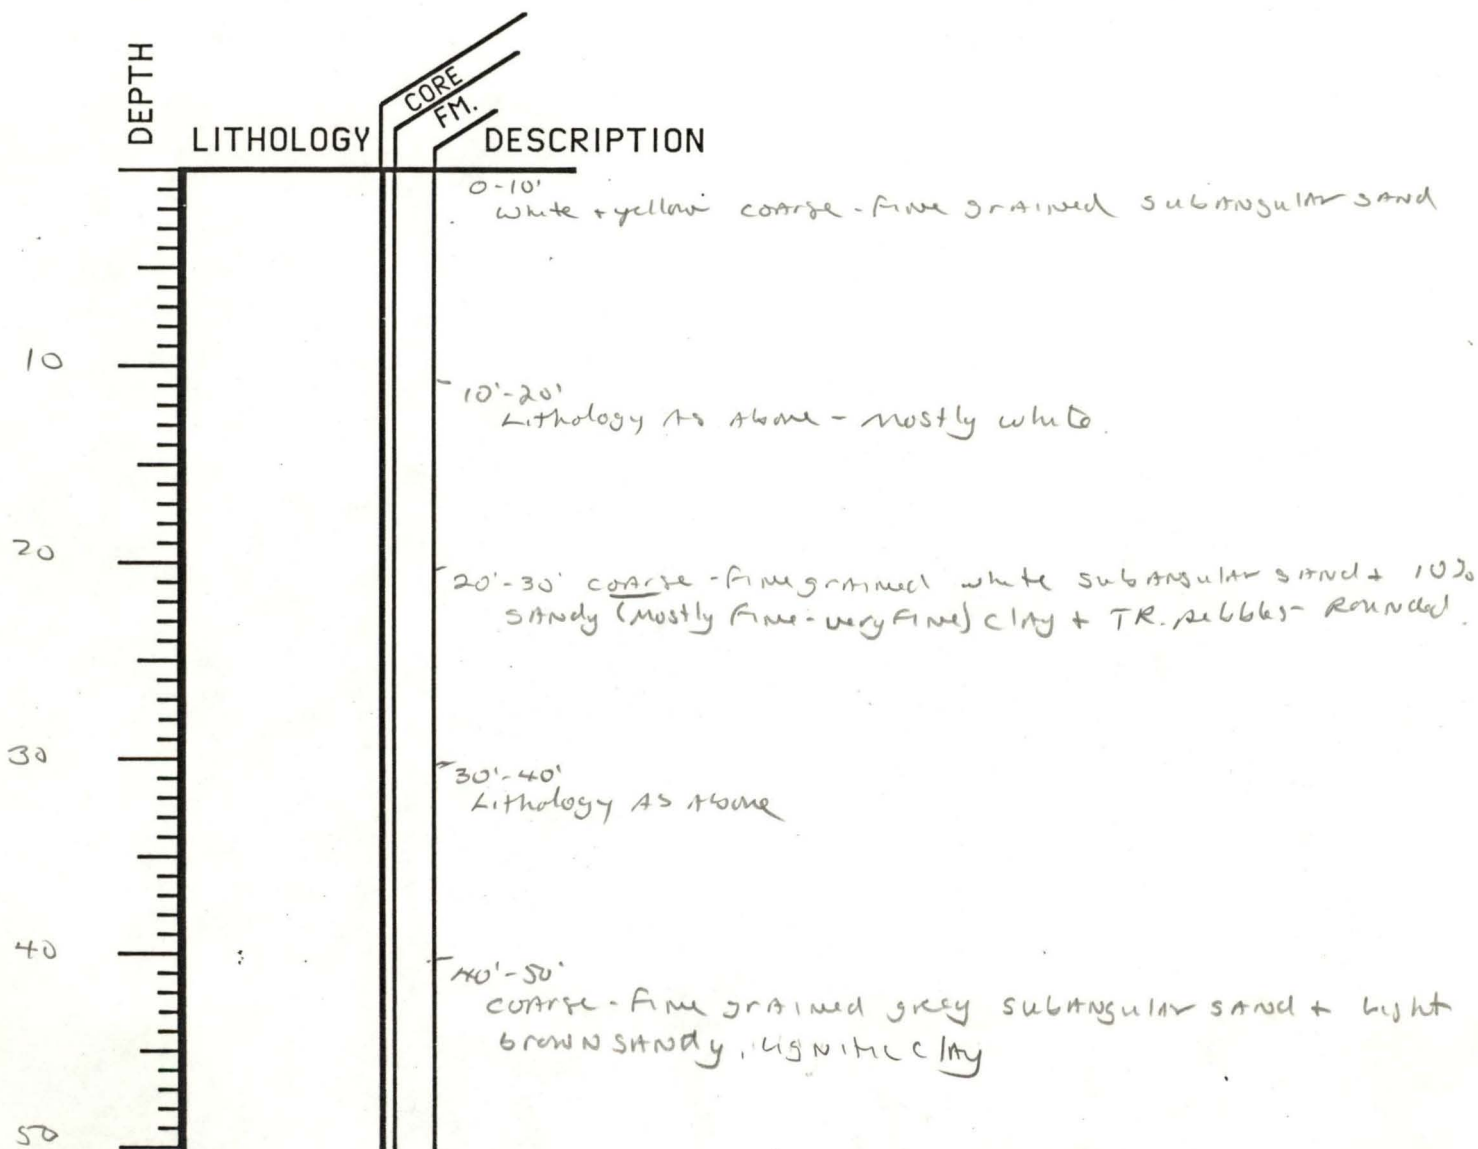 DEPTH
LITHOLOGY
CORE
FM.
DESCRIPTION
0-10'
white + yellow coarse - fine grained subangular sand
10
10'-20'
Lithology As Above - mostly white.
20
20'-30' coarse - fine grained white subangular sand + 10%
sandy (mostly fine - very fine) clay + TR. pebbles - Rounded.
30
30'-40'
Lithology As Above
40
40'-50'
coarse - fine grained grey subangular sand + light
brown sandy, lignitic clay
50